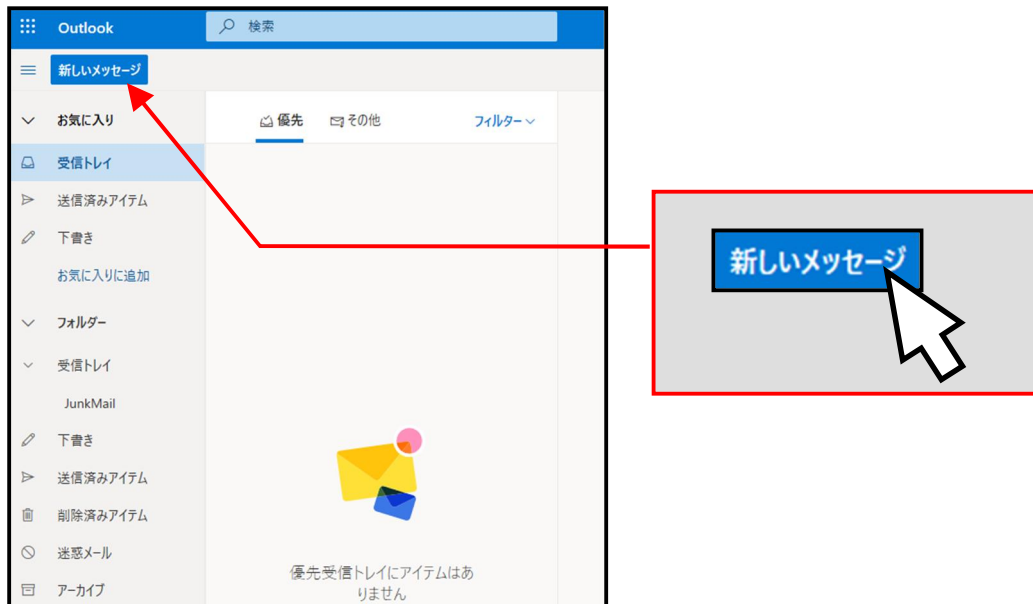 Outlook
検索
新しいメッセージ
お気に入り
優先
その他
フィルター
受信トレイ
送信済みアイテム
下書き
お気に入りに追加
フォルダー
受信トレイ
JunkMail
下書き
送信済みアイテム
削除済みアイテム
迷惑メール
アーカイブ
優先受信トレイにアイテムはあ
りません
新しいメッセージ